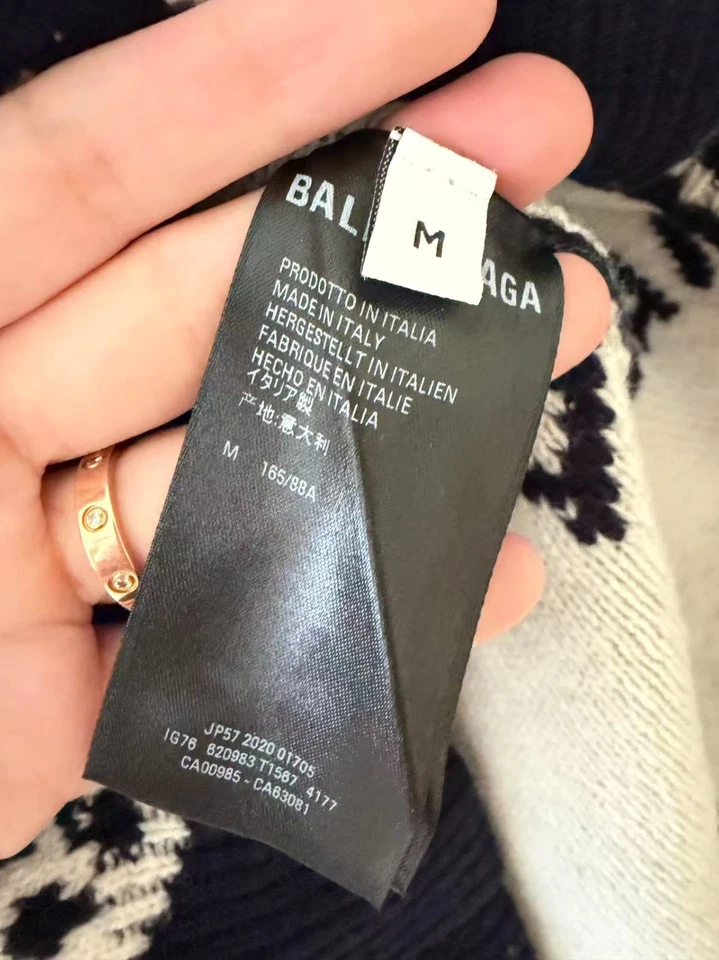 M
BAL AGA
PRODOTTO IN ITALIA
MADE IN ITALY
HERGESTELLT IN ITALIEN
FABRIQUE EN ITALIE
HECHO EN ITALIA
イタリア製
产地:意大利
M 165/88A
JP57 2020 01705
IG76 620983 T1567 4177
CA00985 - CA63081